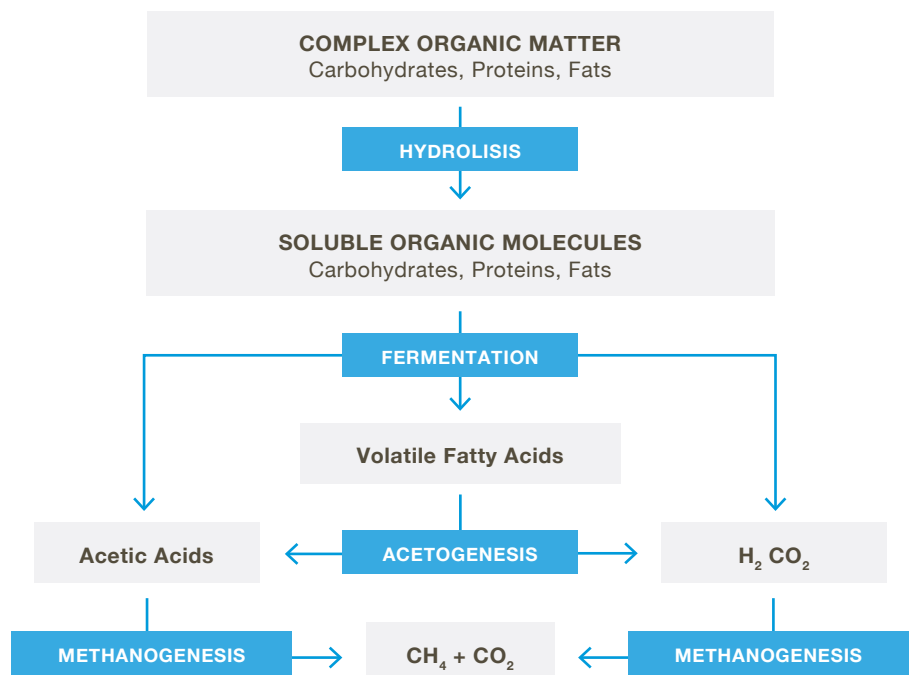 COMPLEX ORGANIC MATTER
Carbohydrates, Proteins, Fats
HYDROLISIS
SOLUBLE ORGANIC MOLECULES
Carbohydrates, Proteins, Fats
FERMENTATION
Volatile Fatty Acids
Acetic Acids
ACETOGENESIS
H₂ CO₂
METHANOGENESIS
CH₄ + CO₂
METHANOGENESIS